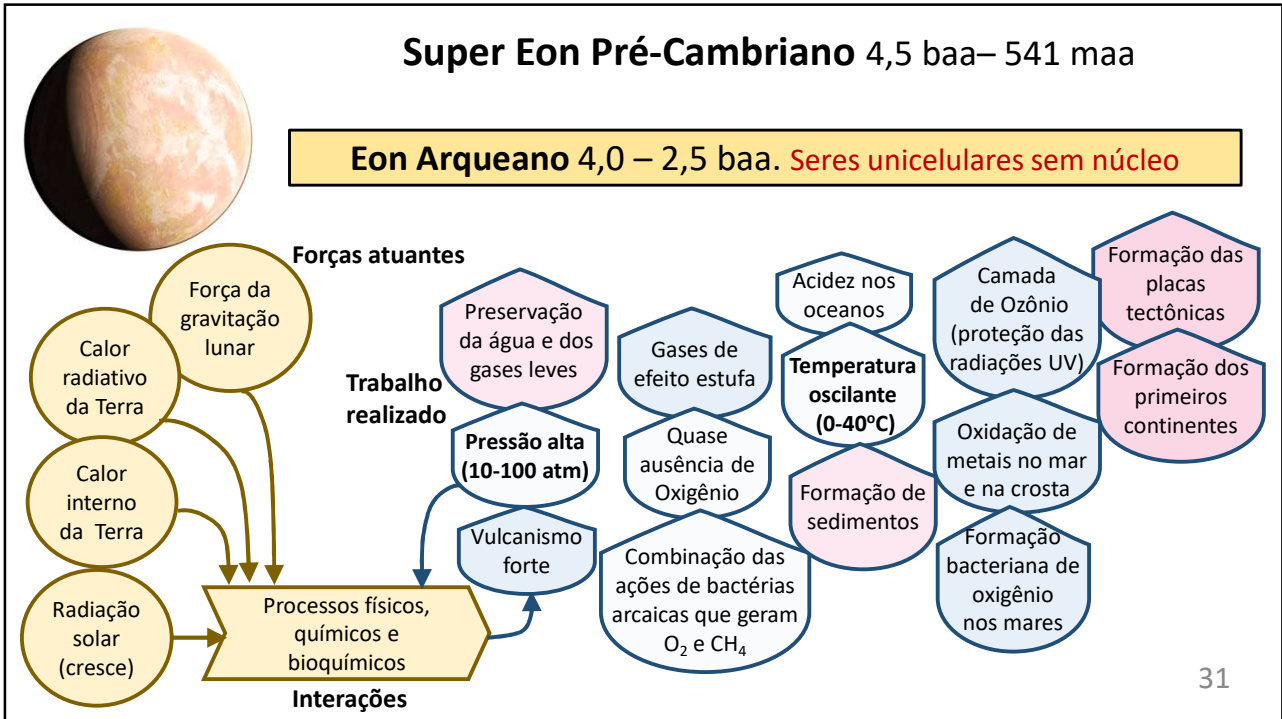 Super Eon Pré-Cambriano 4,5 baa– 541 maa
Eon Arqueano 4,0 – 2,5 baa. Seres unicelulares sem núcleo
Forças atuantes
Força da
gravitação
lunar
Calor
radiativo
da Terra
Calor
interno
da Terra
Radiação
solar
(cresce)
Processos físicos,
químicos e
bioquímicos
Interações
Trabalho
realizado
Preservação
da água e dos
gases leves
Pressão alta
(10-100 atm)
Vulcanismo
forte
Gases de
efeito estufa
Quase
ausência de
Oxigênio
Combinação das
ações de bactérias
arcaicas que geram
O₂ e CH₄
Acidez nos
oceanos
Temperatura
oscilante
(0-40ºC)
Formação de
sedimentos
Camada
de Ozônio
(proteção das
radiações UV)
Oxidação de
metais no mar
e na crosta
Formação
bacteriana de
oxigênio
nos mares
Formação das
placas
tectônicas
Formação dos
primeiros
continentes
31